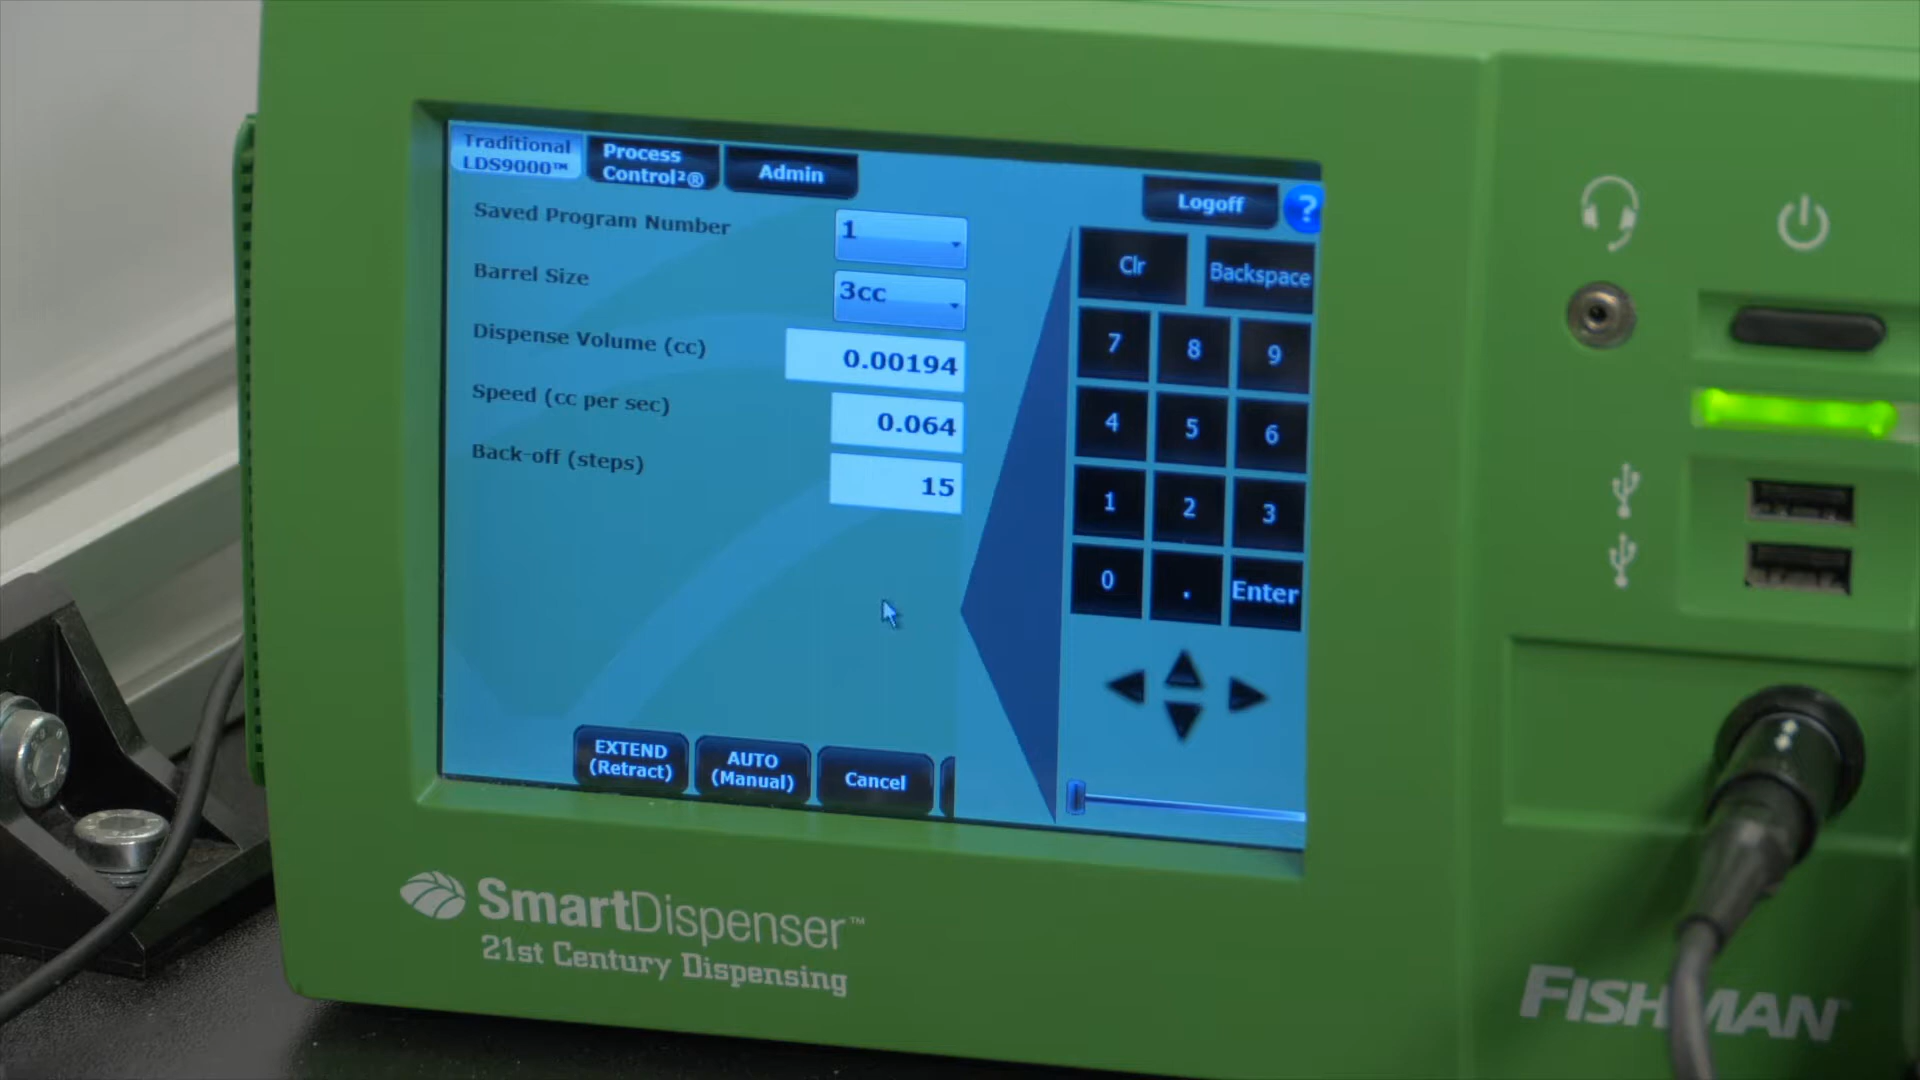 Traditional
LDS9000™
Process
Control²®
Admin
Logoff
?
Saved Program Number
1
Barrel Size
3cc
Dispense Volume (cc)
0.00194
Speed (cc per sec)
0.064
Back-off (steps)
15
Clr
Backspace
7
8
9
4
5
6
1
2
3
0
.
Enter
EXTEND
(Retract)
AUTO
(Manual)
Cancel
SmartDispenser™
21st Century Dispensing
FISHMAN